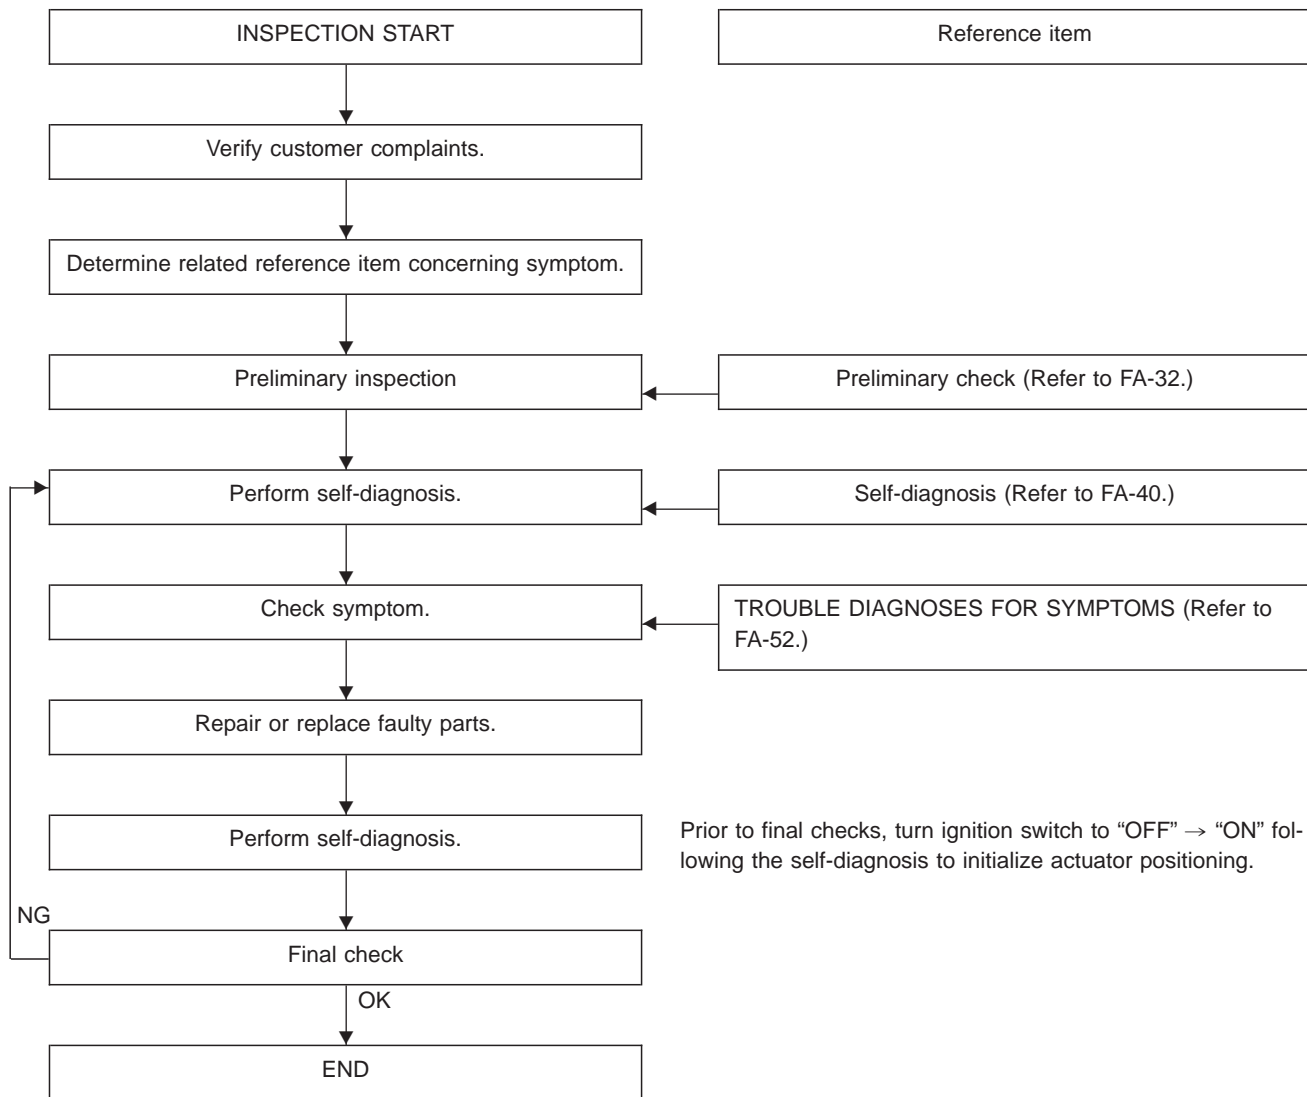 INSPECTION START
Reference item
Verify customer complaints.
Determine related reference item concerning symptom.
Preliminary inspection
Preliminary check (Refer to FA-32.)
Perform self-diagnosis.
Self-diagnosis (Refer to FA-40.)
Check symptom.
TROUBLE DIAGNOSES FOR SYMPTOMS (Refer to
FA-52.)
Repair or replace faulty parts.
Perform self-diagnosis.
Prior to final checks, turn ignition switch to “OFF” → “ON” fol-
lowing the self-diagnosis to initialize actuator positioning.
NG
Final check
OK
END